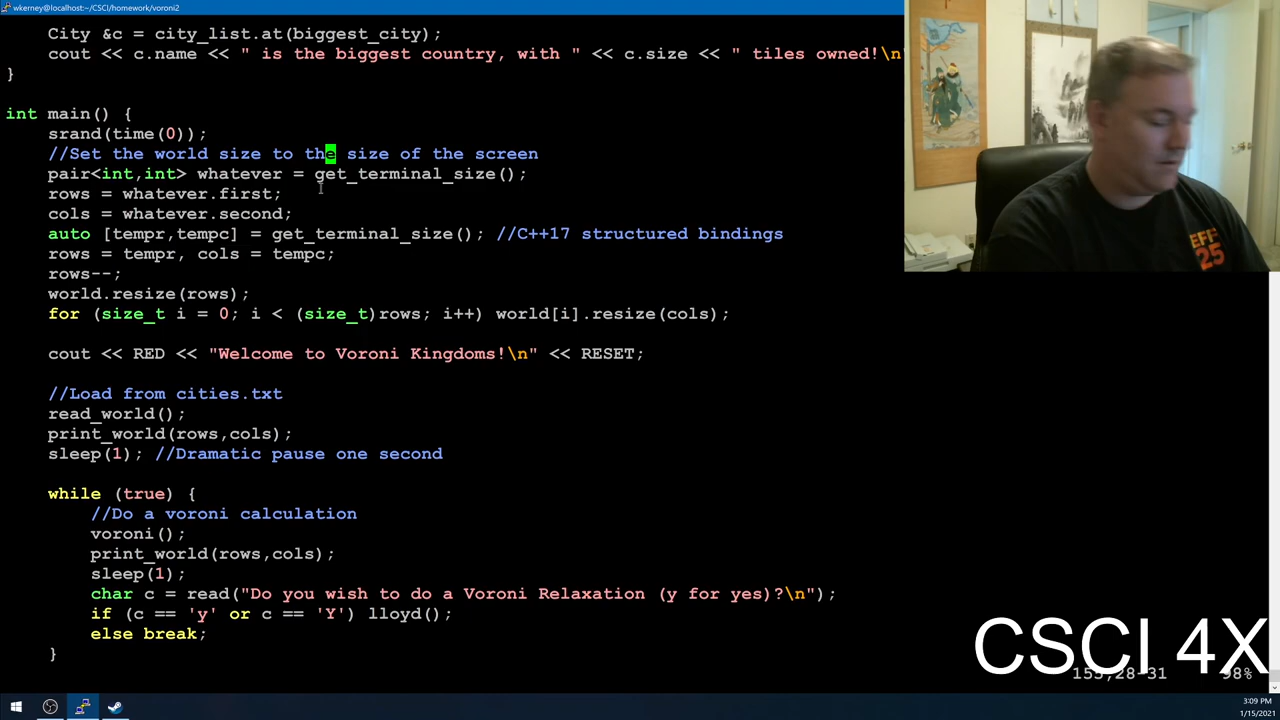 wkerney@localhost:~/CSCI/homework/voroni2
City &c = city_list.at(biggest_city);
cout << c.name << " is the biggest country, with " << c.size << " tiles owned!\n"
}
int main() {
srand(time(0));
//Set the world size to the size of the screen
pair<int,int> whatever = get_terminal_size();
rows = whatever.first;
cols = whatever.second;
auto [tempr,tempc] = get_terminal_size(); //C++17 structured bindings
rows = tempr, cols = tempc;
rows--;
world.resize(rows);
for (size_t i = 0; i < (size_t)rows; i++) world[i].resize(cols);
cout << RED << "Welcome to Voroni Kingdoms!\n" << RESET;
//Load from cities.txt
read_world();
print_world(rows,cols);
sleep(1); //Dramatic pause one second
while (true) {
//Do a voroni calculation
voroni();
print_world(rows,cols);
sleep(1);
char c = read("Do you wish to do a Voroni Relaxation (y for yes)?\n");
if (c == 'y' or c == 'Y') lloyd();
else break;
}
EFF
25
CSCI 4X
153,28-31 98%
3:09 PM
1/15/2021